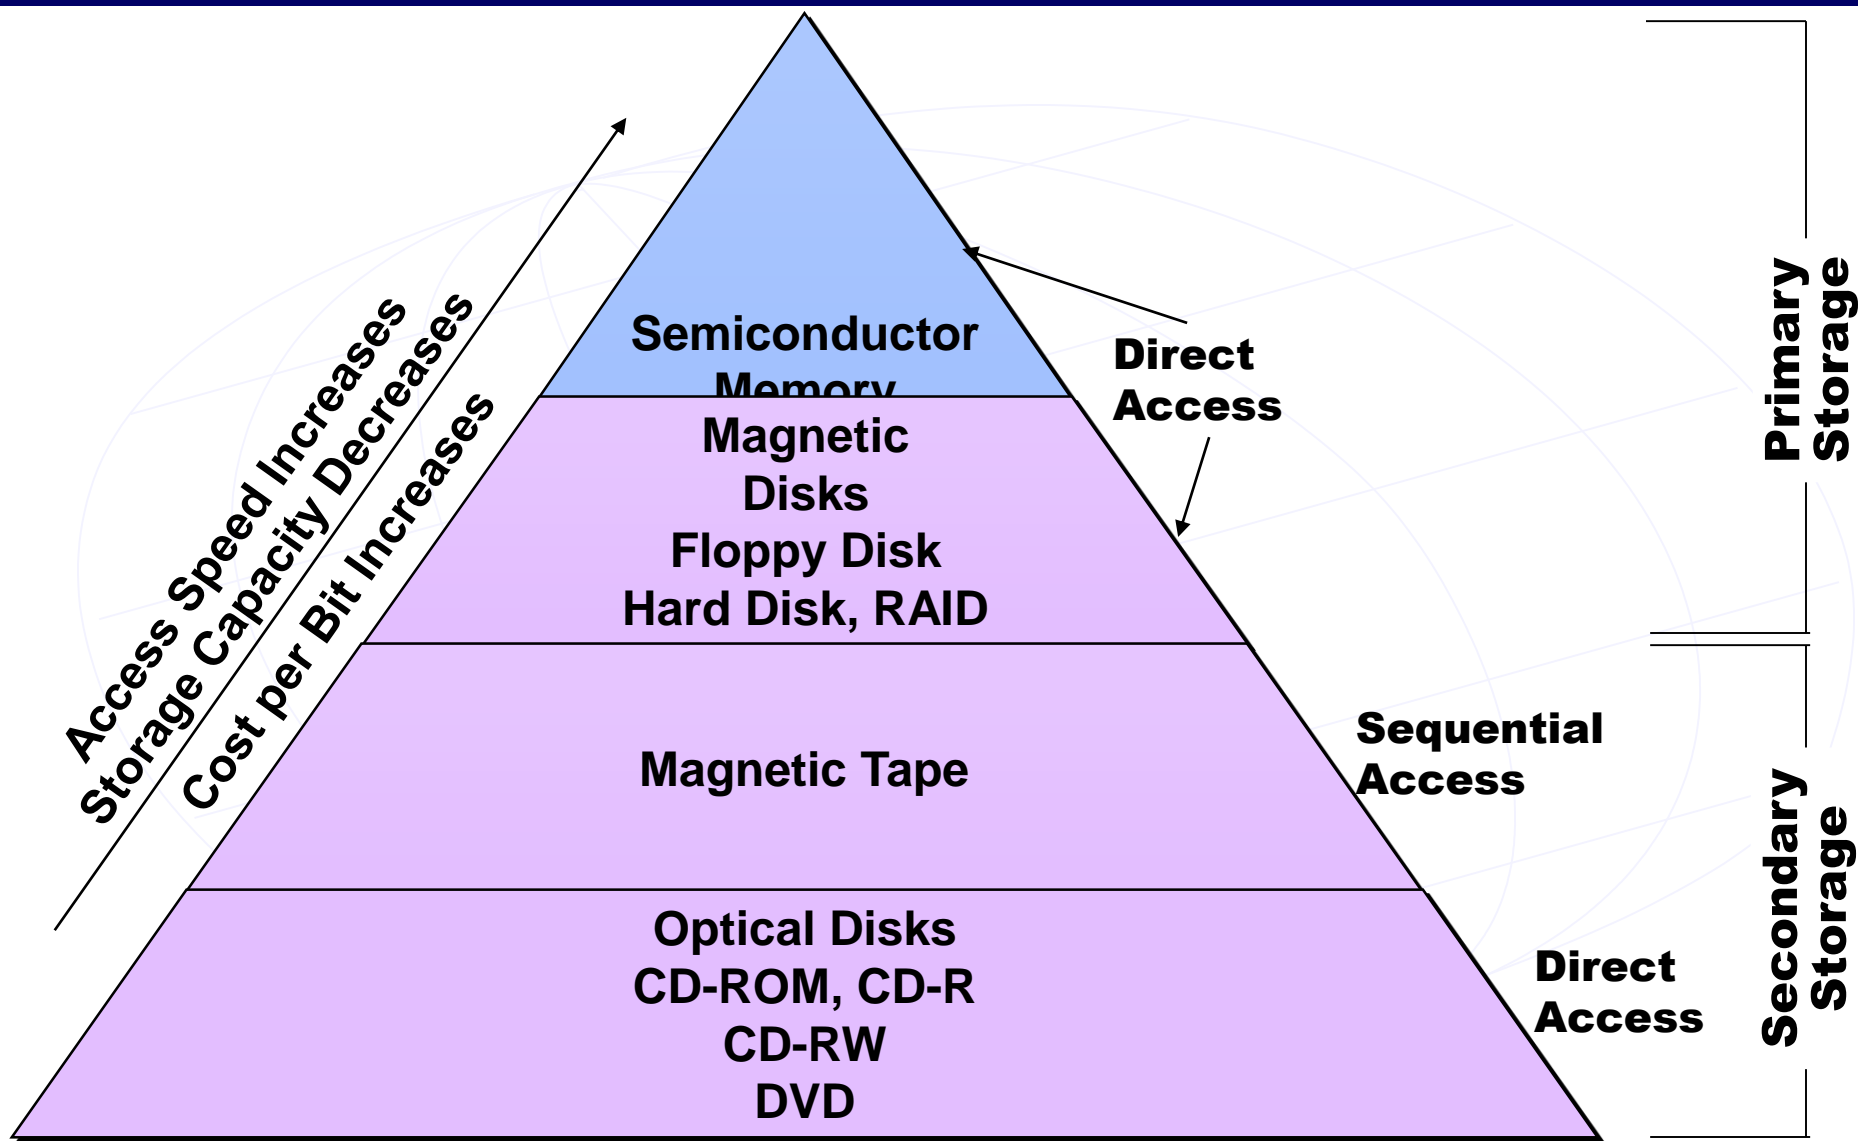 Semiconductor
Memory
Magnetic
Disks
Floppy Disk
Hard Disk, RAID
Magnetic Tape
Optical Disks
CD-ROM, CD-R
CD-RW
DVD
Access Speed Increases
Storage Capacity Decreases
Cost per Bit Increases
Direct
Access
Sequential
Access
Direct
Access
Primary
Storage
Secondary
Storage